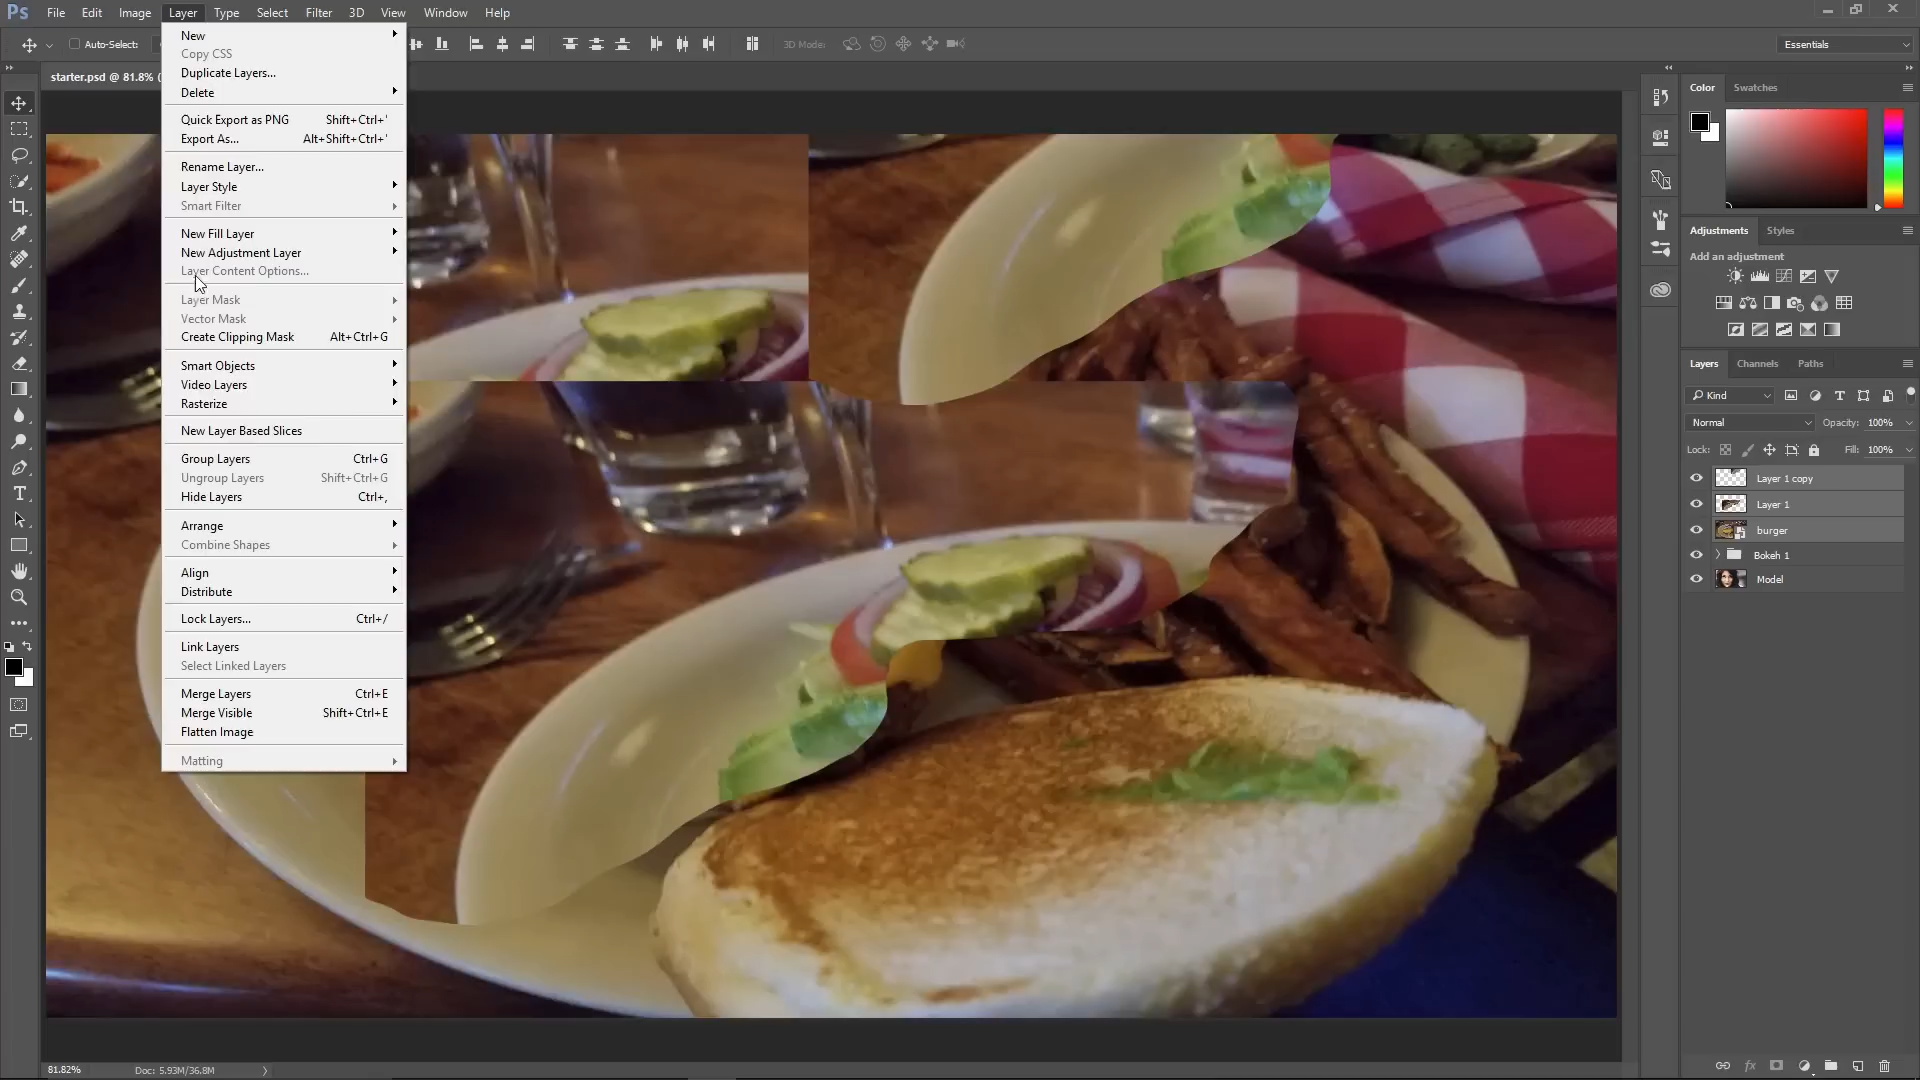 Ps File Edit Image Layer Type Select Filter 3D View Window Help
Auto-Select: 3D Mode: Essentials
starter.psd @ 81.8% (
New
Copy CSS
Duplicate Layers...
Delete
Quick Export as PNG Shift+Ctrl+'
Export As... Alt+Shift+Ctrl+'
Rename Layer...
Layer Style
Smart Filter
New Fill Layer
New Adjustment Layer
Layer Content Options...
Layer Mask
Vector Mask
Create Clipping Mask Alt+Ctrl+G
Smart Objects
Video Layers
Rasterize
New Layer Based Slices
Group Layers Ctrl+G
Ungroup Layers Shift+Ctrl+G
Hide Layers Ctrl+,
Arrange
Combine Shapes
Align
Distribute
Lock Layers... Ctrl+/
Link Layers
Select Linked Layers
Merge Layers Ctrl+E
Merge Visible Shift+Ctrl+E
Flatten Image
Matting
Color Swatches
Adjustments Styles
Add an adjustment
Layers Channels Paths
Kind
Normal Opacity: 100%
Lock: Fill: 100%
Layer 1 copy
Layer 1
burger
Bokeh 1
Model
81.82% Doc: 5.93M/36.8M